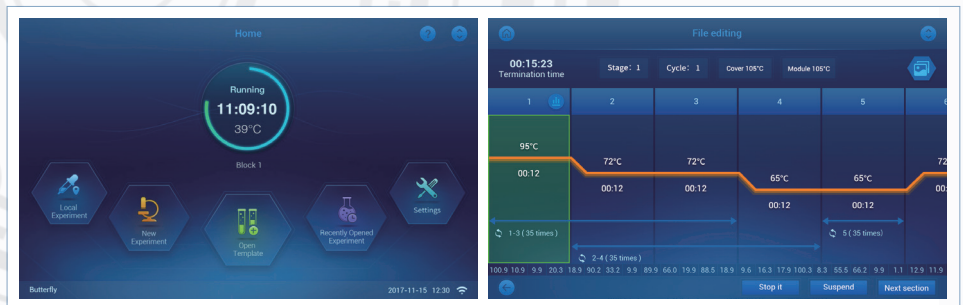 Home
?
Running
11:09:10
39°C
Block 1
Local
Experiment
New
Experiment
Open
Template
Recently Opened
Experiment
Settings
Butterfly
2017-11-15 12:30
File editing
00:15:23
Termination time
Stage: 1
Cycle: 1
Cover 105°C
Module 105°C
1
2
3
4
5
6
95°C
00:12
72°C
00:12
72°C
00:12
65°C
00:12
65°C
00:12
72
00:
1-3 ( 35 times )
5 ( 35 times)
2-4 ( 35 times )
100.9 10.9 9.9 20.3 18.9 90.2 33.2 9.9 89.9 66.0 19.9 88.5 18.9 9.6 16.3 17.9 100.3 8.3 55.5 66.2 9.9 1.1 12.9 11.9
Stop it
Suspend
Next section